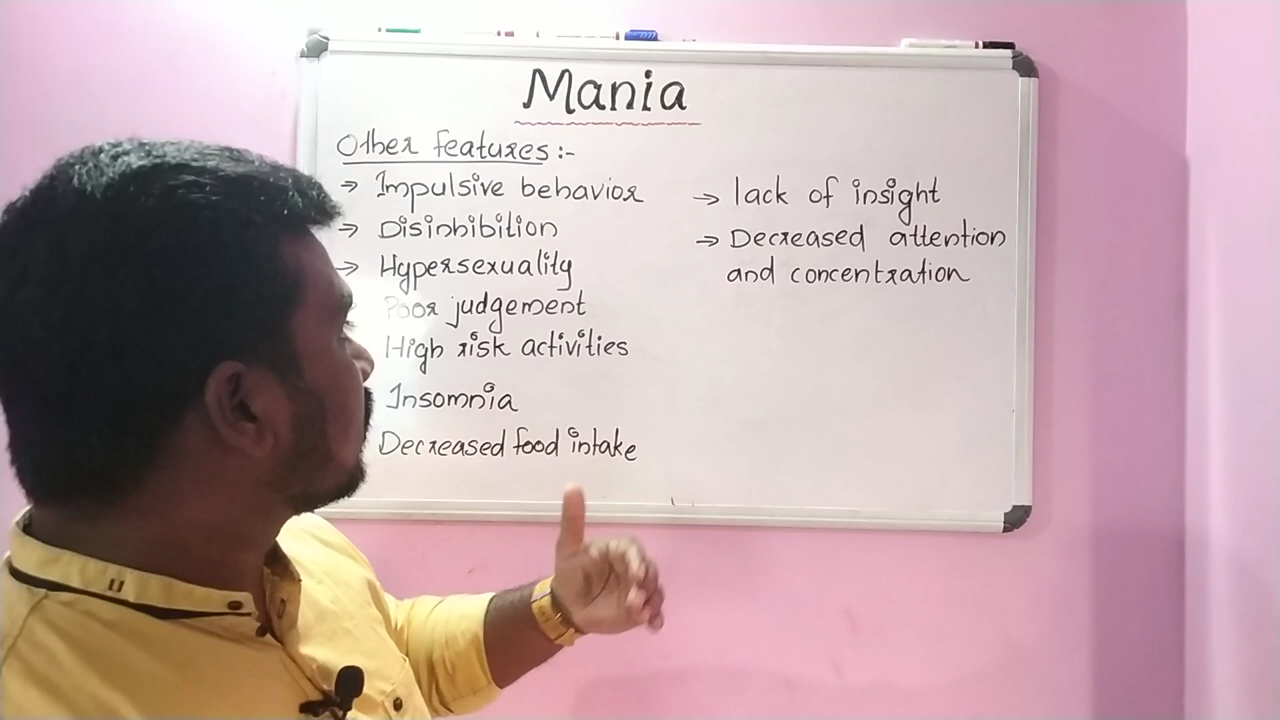 Mania
Other features :-
→ Impulsive behavior
→ Disinhibition
→ Hypersexuality
Poor judgement
High risk activities
Insomnia
Decreased food intake
→ lack of insight
→ Decreased attention
and concentration